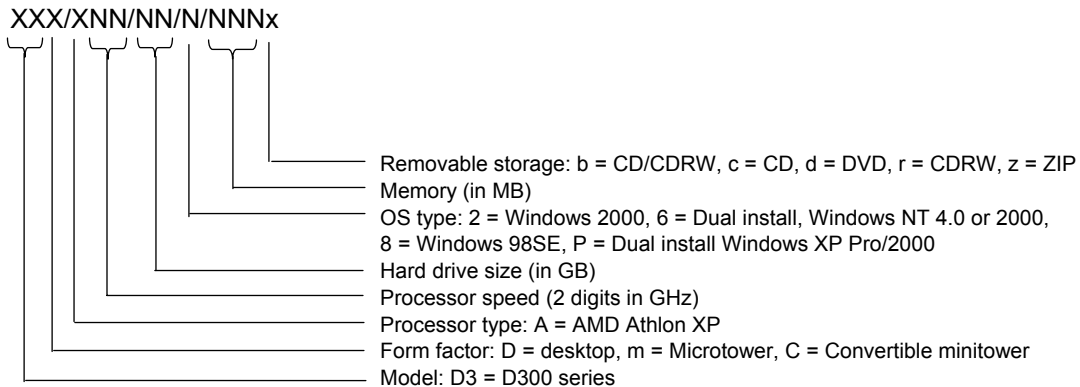 XXX/XNN/NN/N/NNNx
Removable storage: b = CD/CDRW, c = CD, d = DVD, r = CDRW, z = ZIP
Memory (in MB)
OS type: 2 = Windows 2000, 6 = Dual install, Windows NT 4.0 or 2000,
8 = Windows 98SE, P = Dual install Windows XP Pro/2000
Hard drive size (in GB)
Processor speed (2 digits in GHz)
Processor type: A = AMD Athlon XP
Form factor: D = desktop, m = Microtower, C = Convertible minitower
Model: D3 = D300 series